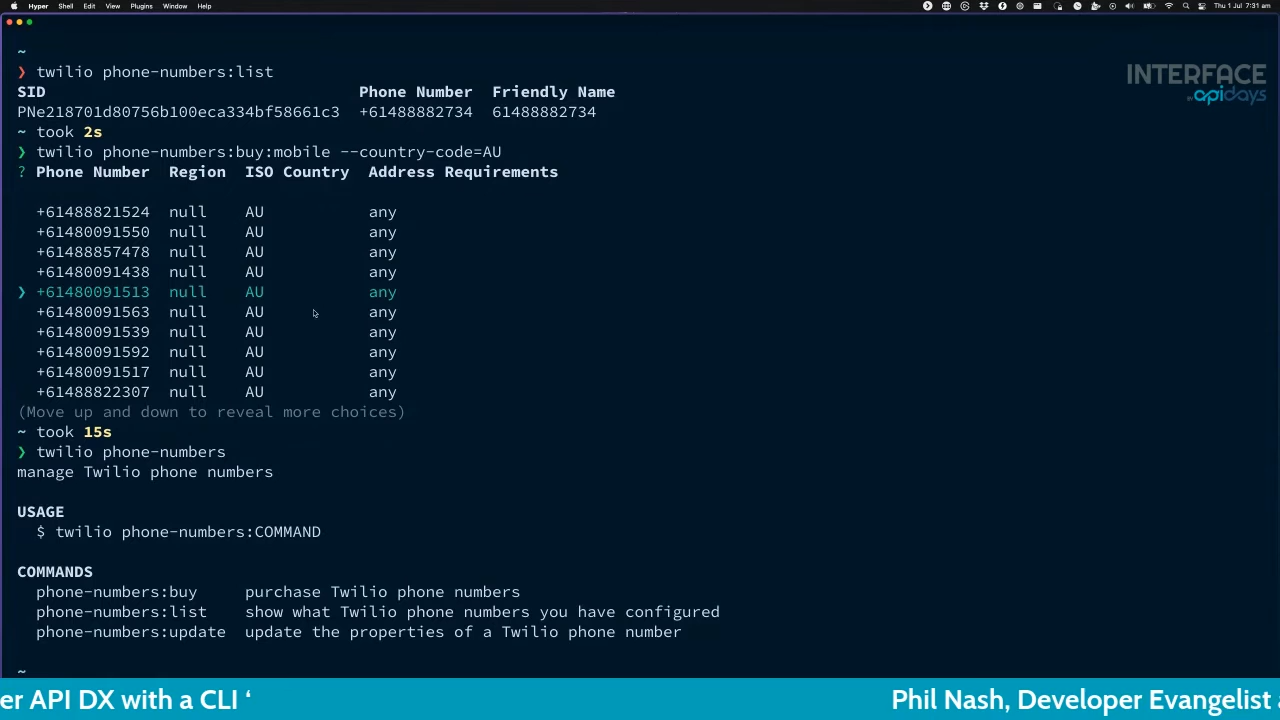 Hyper Shell Edit View Plugins Window Help
Thu 1 Jul 7:31 am
~
❯ twilio phone-numbers:list
SID Phone Number Friendly Name
PNe218701d80756b100eca334bf58661c3 +61488882734 61488882734
~ took 2s
❯ twilio phone-numbers:buy:mobile --country-code=AU
? Phone Number Region ISO Country Address Requirements
+61488821524 null AU any
+61480091550 null AU any
+61488857478 null AU any
+61480091438 null AU any
❯ +61480091513 null AU any
+61480091563 null AU any
+61480091539 null AU any
+61480091592 null AU any
+61480091517 null AU any
+61488822307 null AU any
(Move up and down to reveal more choices)
~ took 15s
❯ twilio phone-numbers
manage Twilio phone numbers
USAGE
$ twilio phone-numbers:COMMAND
COMMANDS
phone-numbers:buy purchase Twilio phone numbers
phone-numbers:list show what Twilio phone numbers you have configured
phone-numbers:update update the properties of a Twilio phone number
~
INTERFACE
BY apidays
er API DX with a CLI ‘
Phil Nash, Developer Evangelist a